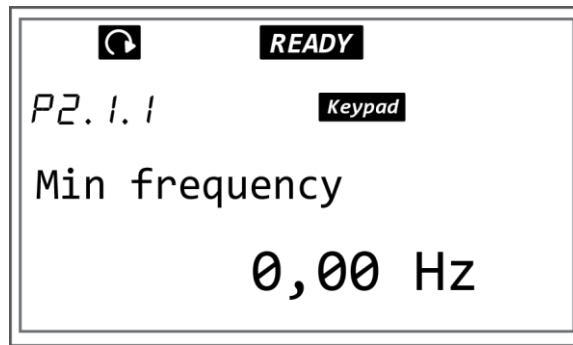 READY
P2.1.1
Keypad
Min frequency
0,00 Hz